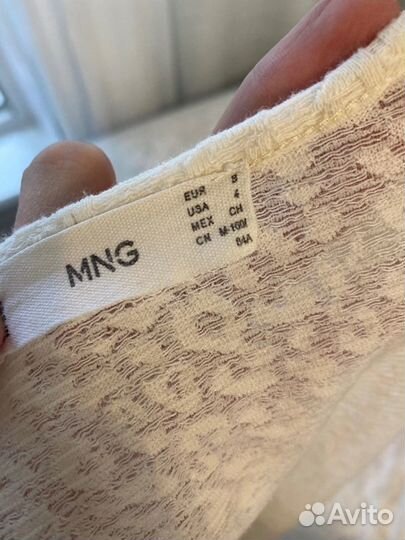 MNG
EUR S
USA 4
MEX CH
CN M-160/
84A
Avito